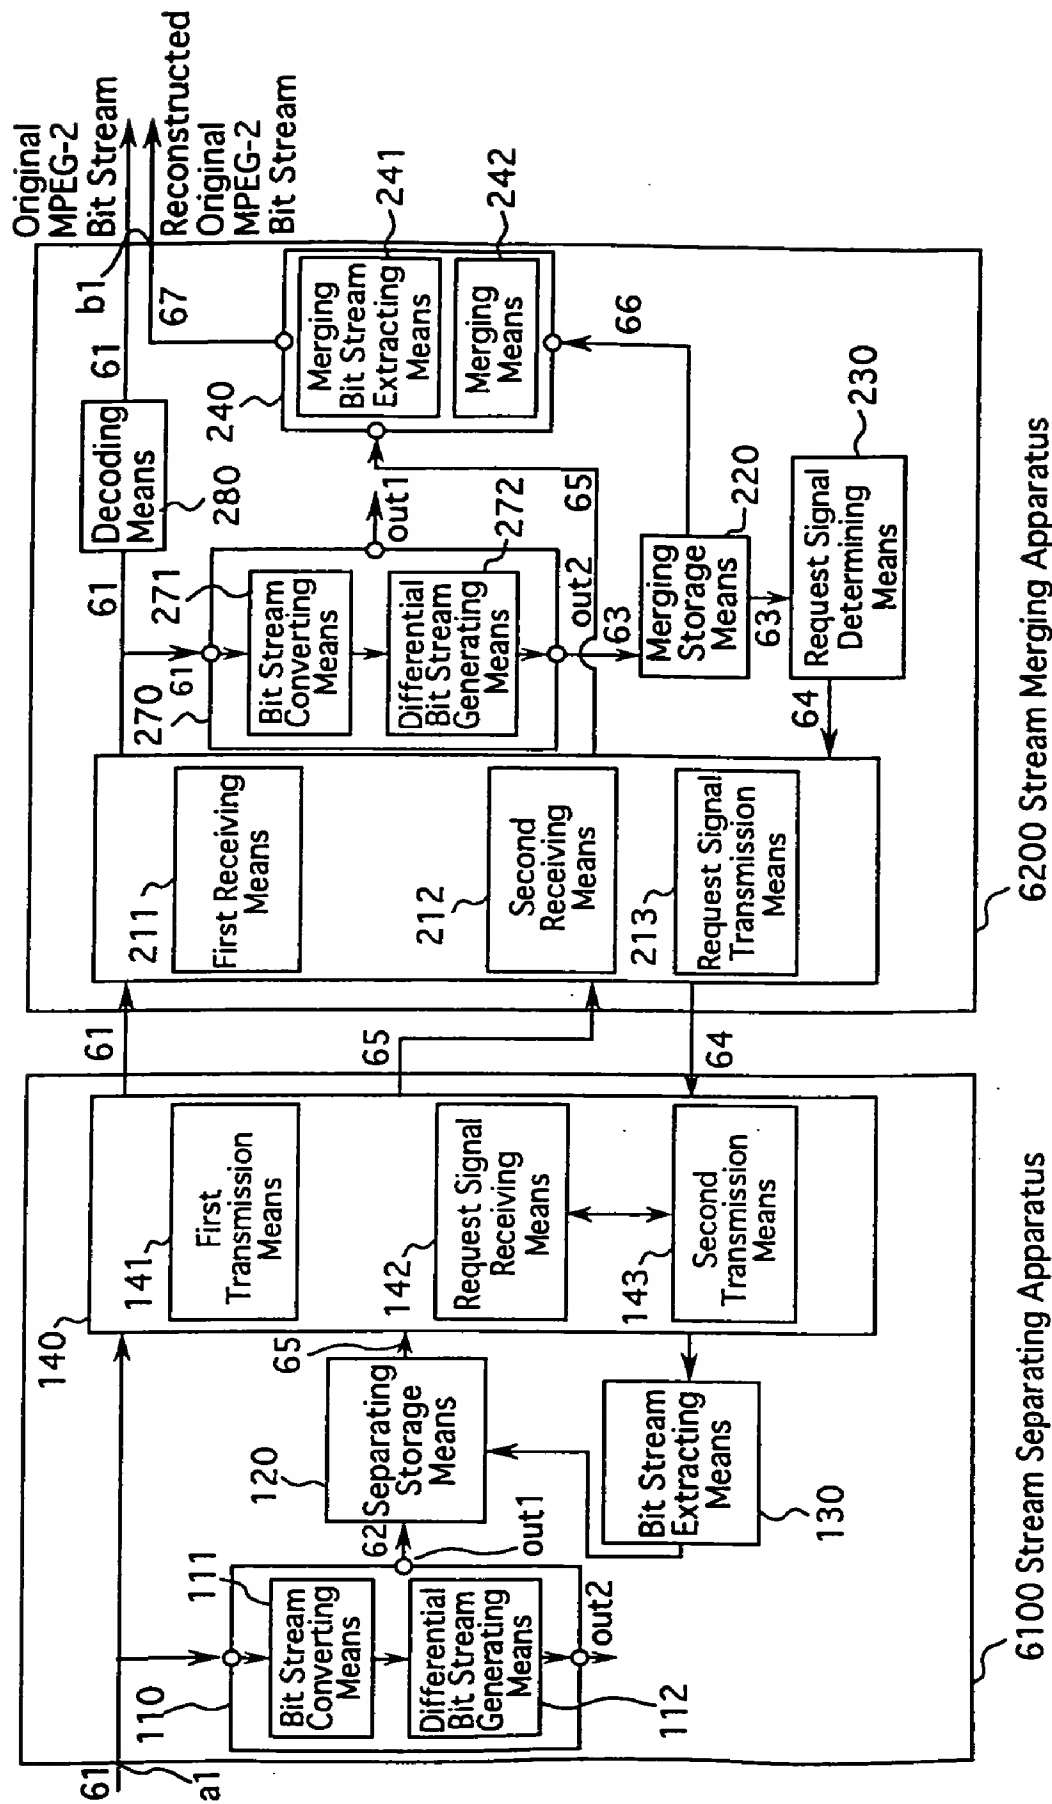 61
a1
110
111
Bit Stream
Converting
Means
Differential
Bit Stream
Generating
Means
112
out2
out1
62
120
Separating
Storage
Means
65
Bit Stream
Extracting
Means
130
140
141
First
Transmission
Means
142
Request Signal
Receiving
Means
143
Second
Transmission
Means
6100 Stream Separating Apparatus
61
65
64
211
First Receiving
Means
212
Second
Receiving
Means
213
Request Signal
Transmission
Means
61
270
61
271
Bit Stream
Converting
Means
Differential
Bit Stream
Generating
Means
272
out1
out2
63
65
Decoding
Means
280
61
Merging
Storage
Means
220
63
Request Signal
Determining
Means
230
64
66
240
Merging
Bit Stream
Extracting
Means
241
Merging
Means
242
67
b1
Original
MPEG-2
Bit Stream
Reconstructed
Original
MPEG-2
Bit Stream
6200 Stream Merging Apparatus